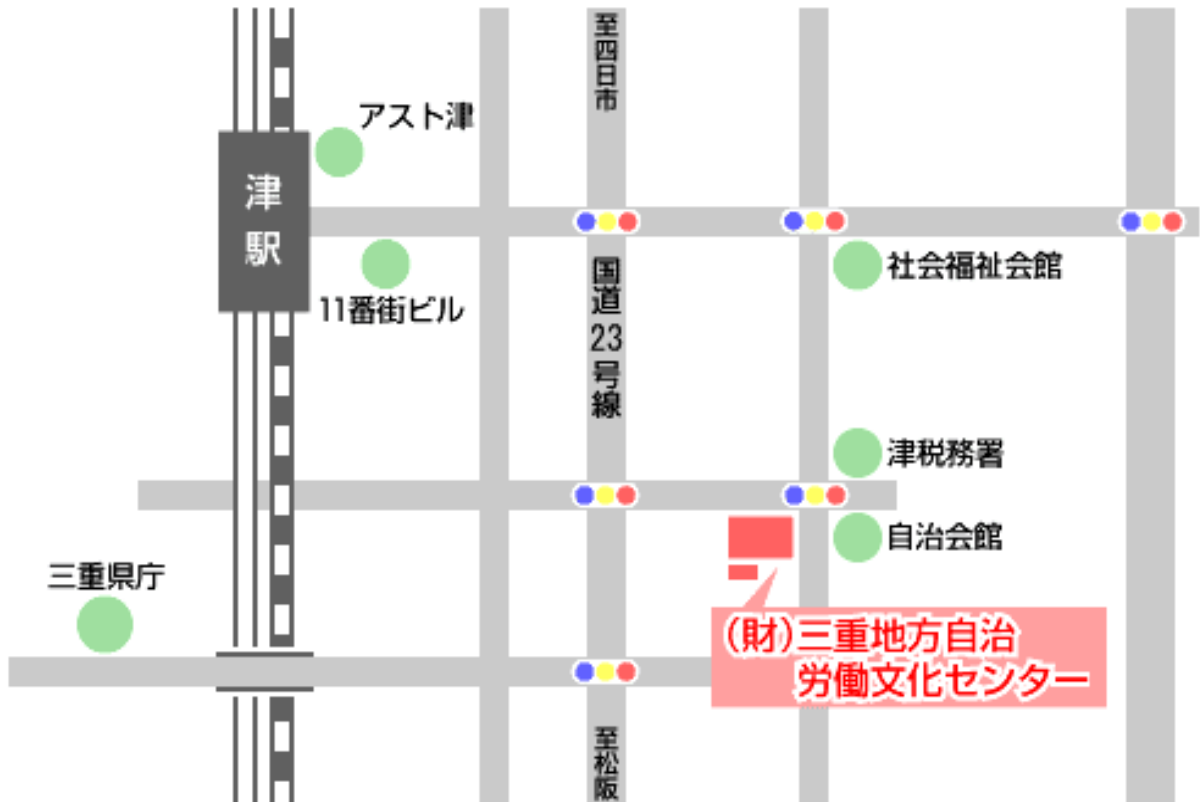 至四日市
アスト津
津駅
社会福祉会館
国道23号線
11番街ビル
津税務署
自治会館
三重県庁
(財)三重地方自治
労働文化センター
至松阪